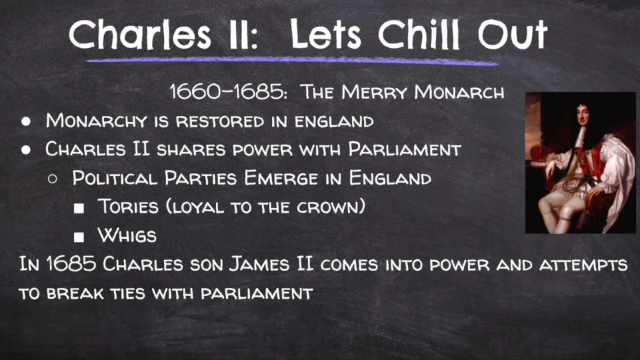 Charles II: Lets Chill Out
1660-1685: The Merry Monarch
● Monarchy is restored in england
● Charles II shares power with Parliament
○ Political Parties Emerge in England
■ Tories (loyal to the crown)
■ Whigs
In 1685 Charles son James II comes into power and attempts
to break ties with parliament